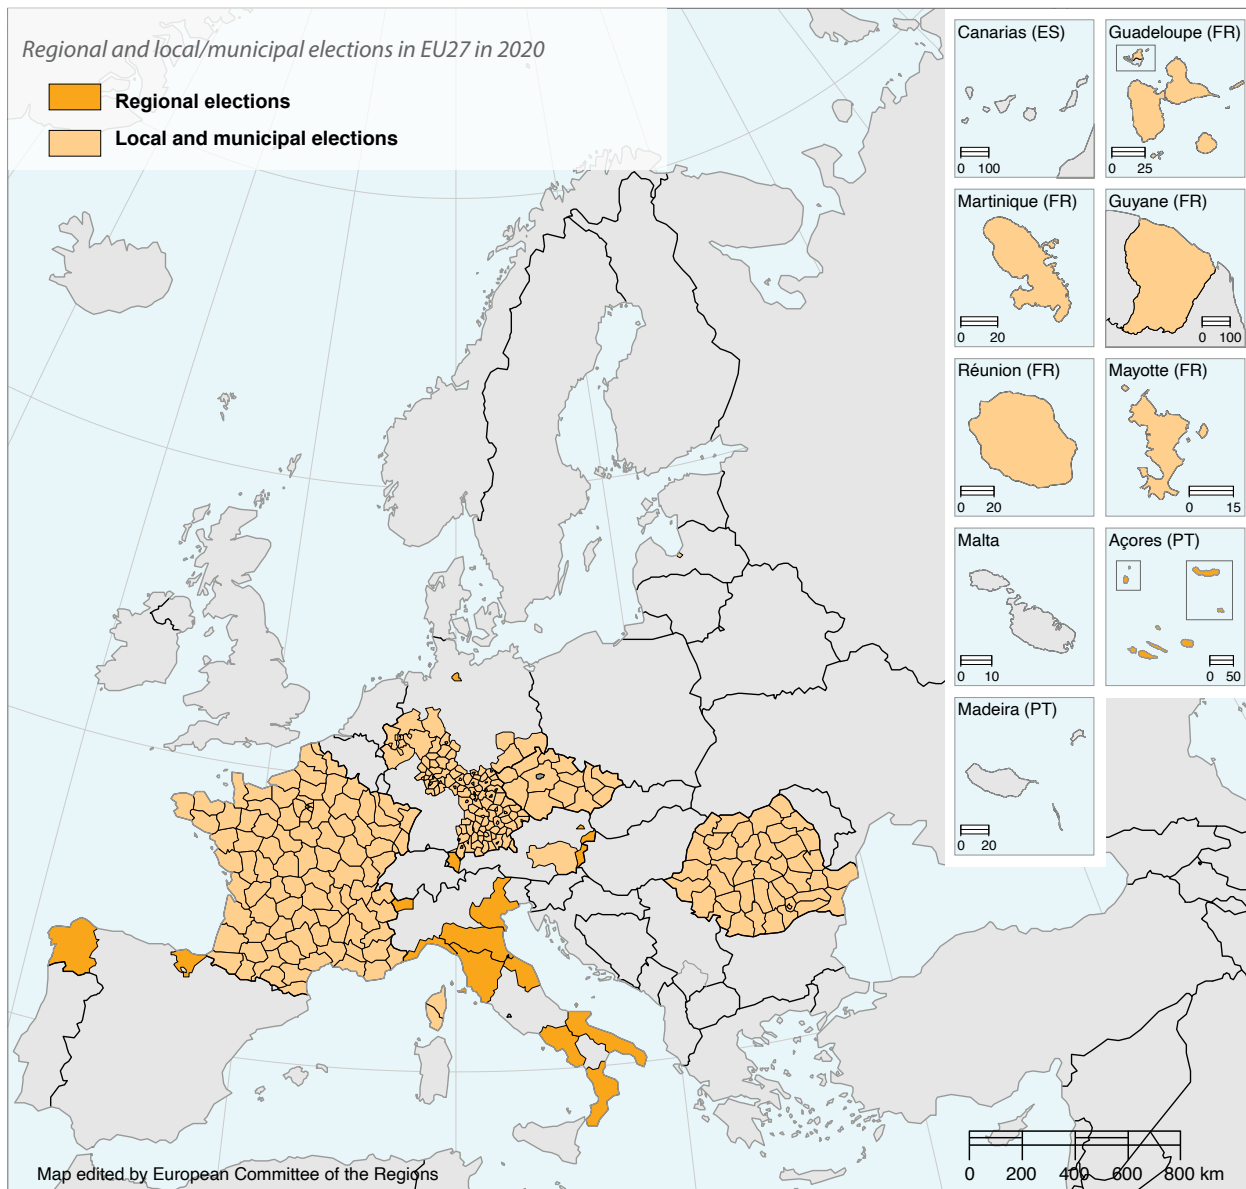 Regional and local/municipal elections in EU27 in 2020
Regional elections
Local and municipal elections
Canarias (ES)
0 100
Guadeloupe (FR)
0 25
Martinique (FR)
0 20
Guyane (FR)
0 100
Réunion (FR)
0 20
Mayotte (FR)
0 15
Malta
0 10
Açores (PT)
0 50
Madeira (PT)
0 20
Map edited by European Committee of the Regions
0 200 400 600 800 km